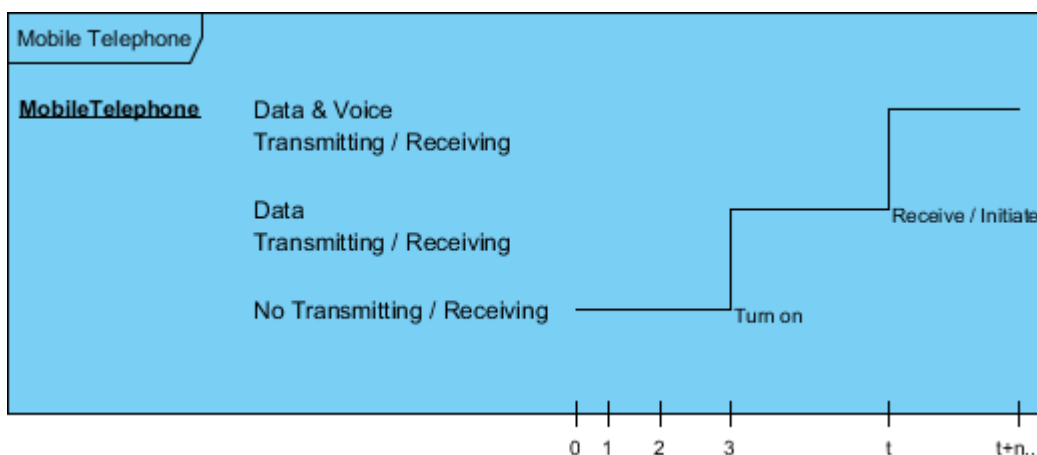 Mobile Telephone
MobileTelephone
Data & Voice
Transmitting / Receiving
Data
Transmitting / Receiving
Receive / Initiate
No Transmitting / Receiving
Turn on
0 1 2 3 t t+n..